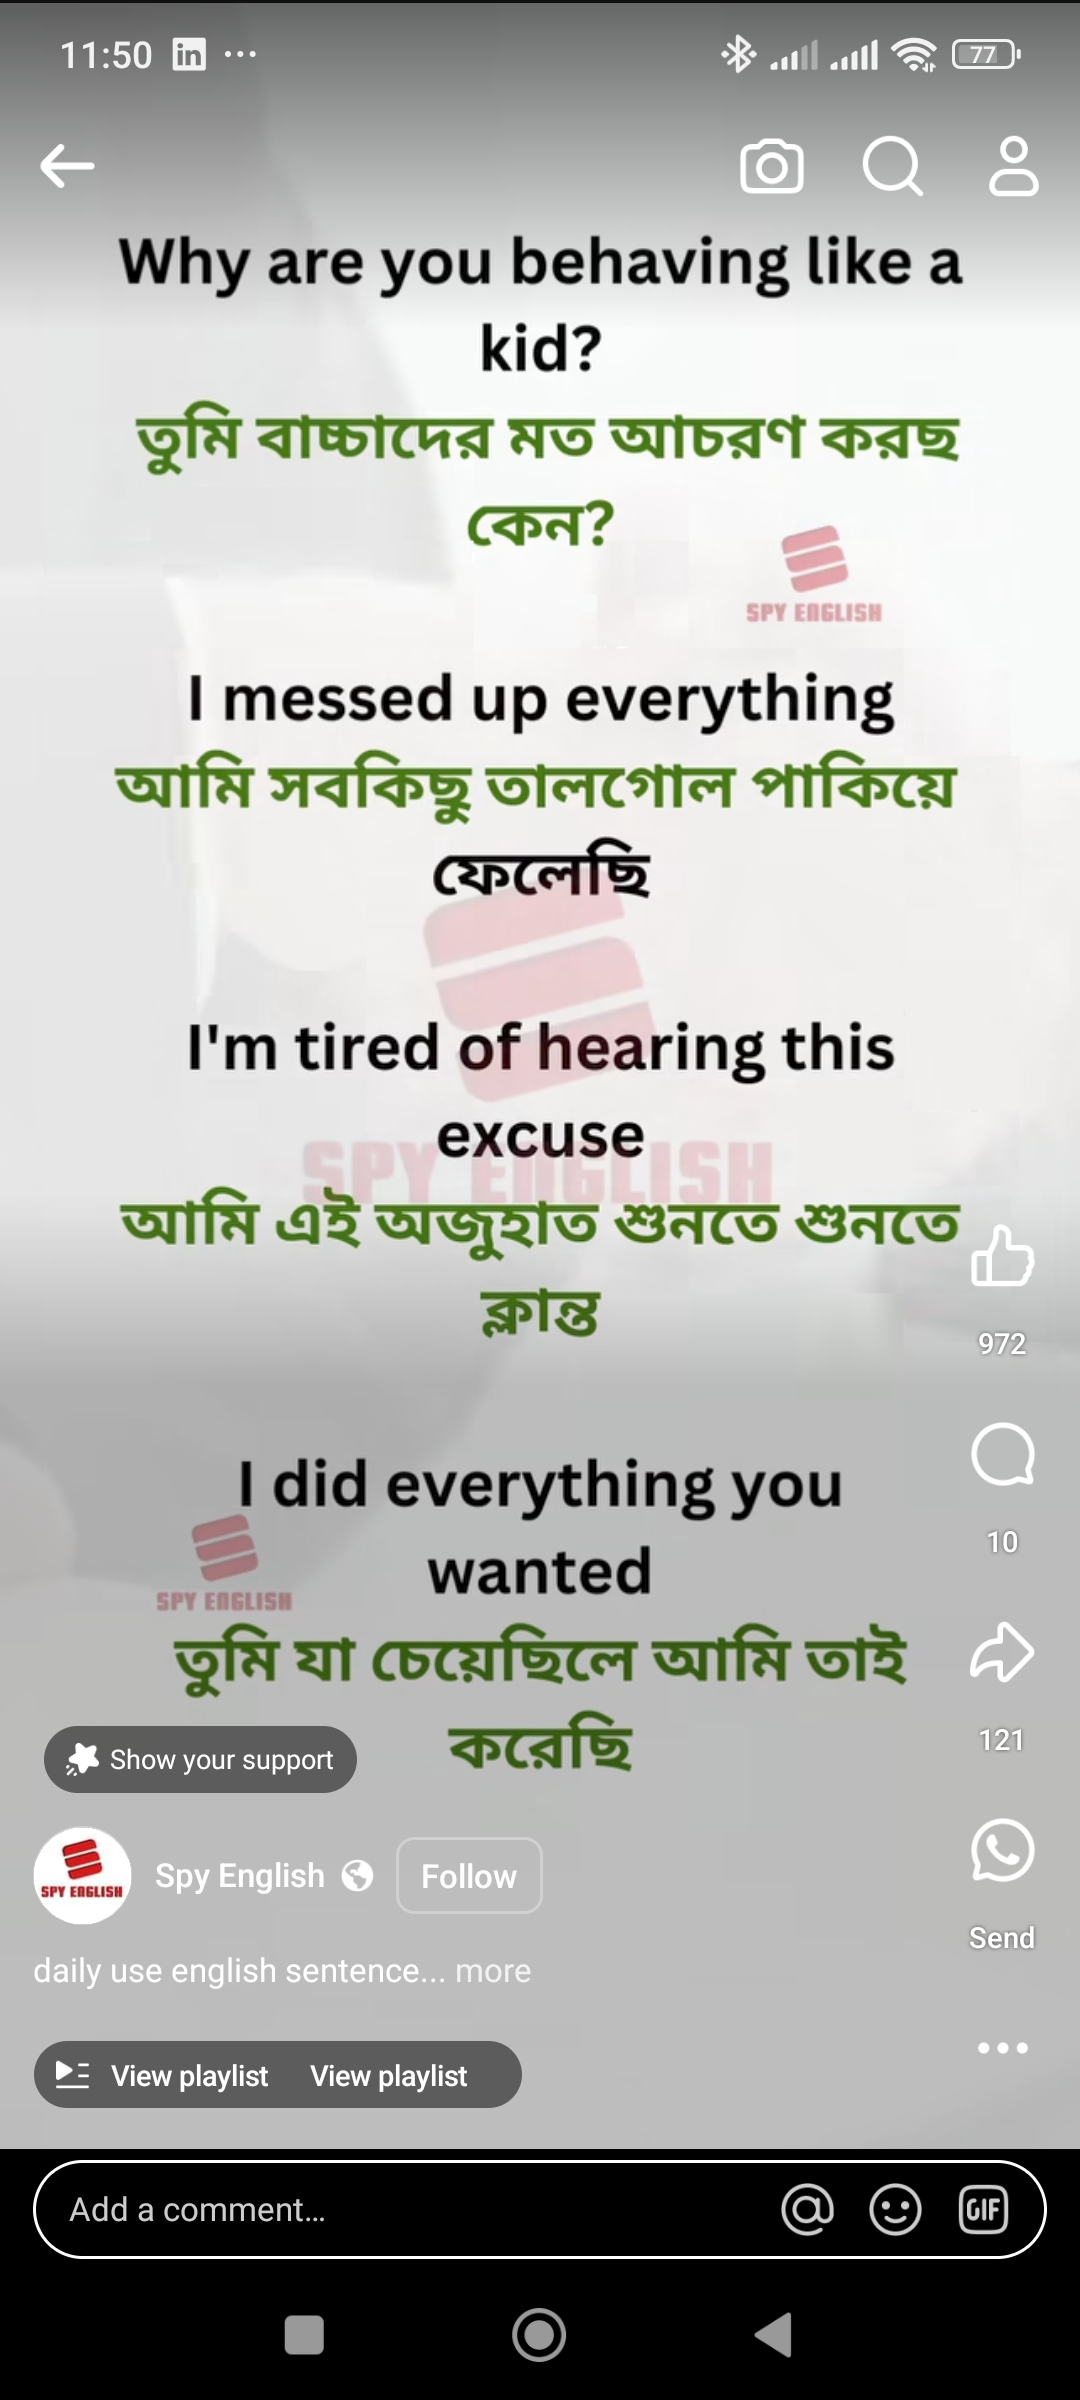 11:50 in ...
77
Why are you behaving like a
kid?
তুমি বাচ্চাদের মত আচরণ করছ
কেন?
SPY ENGLISH
I messed up everything
আমি সবকিছু তালগোল পাকিয়ে
ফেলেছি
I'm tired of hearing this
excuse
SPY ENGLISH
আমি এই অজুহাত শুনতে শুনতে
ক্লান্ত
972
I did everything you
wanted
SPY ENGLISH
10
তুমি যা চেয়েছিলে আমি তাই
করেছি
121
Show your support
SPY ENGLISH
Spy English
Follow
Send
daily use english sentence... more
View playlist View playlist
Add a comment...
GIF